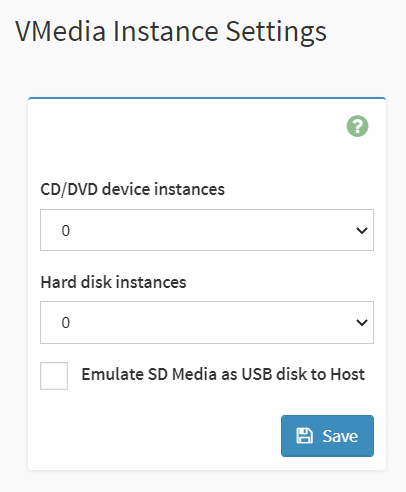 VMedia Instance Settings
?
CD/DVD device instances
0
Hard disk instances
0
Emulate SD Media as USB disk to Host
Save